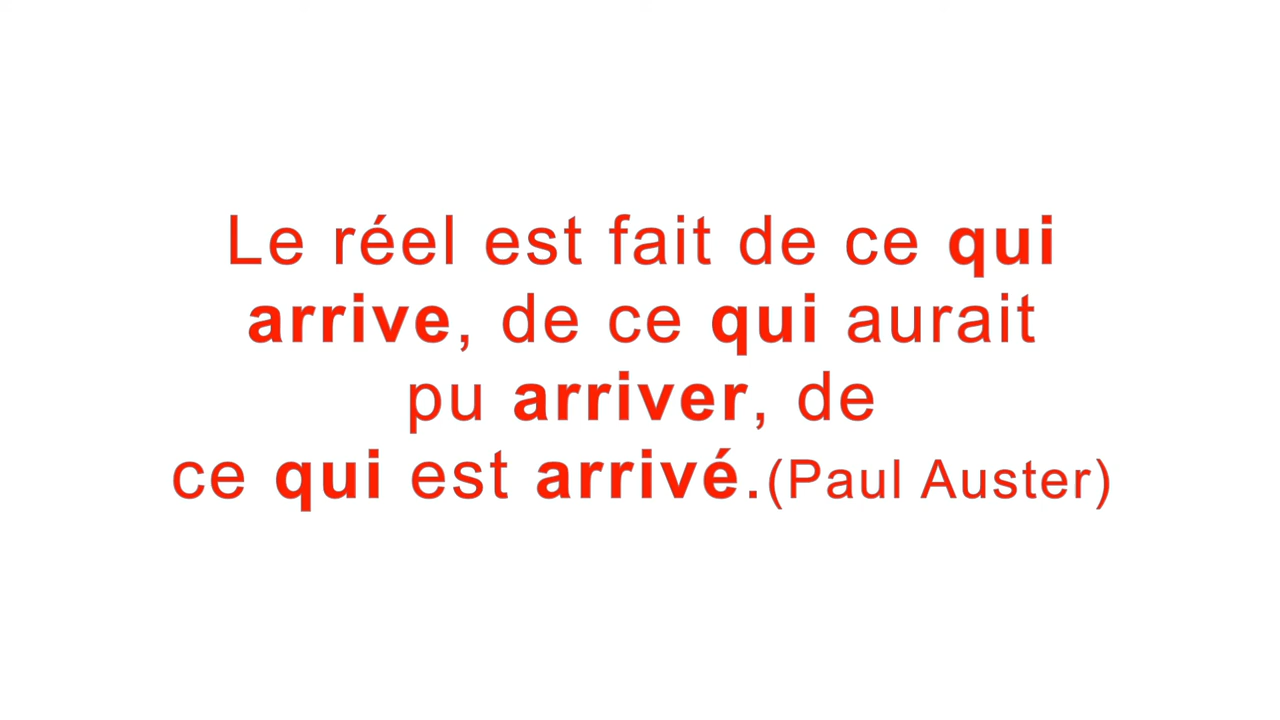 Le réel est fait de ce qui
arrive, de ce qui aurait
pu arriver, de
ce qui est arrivé.(Paul Auster)